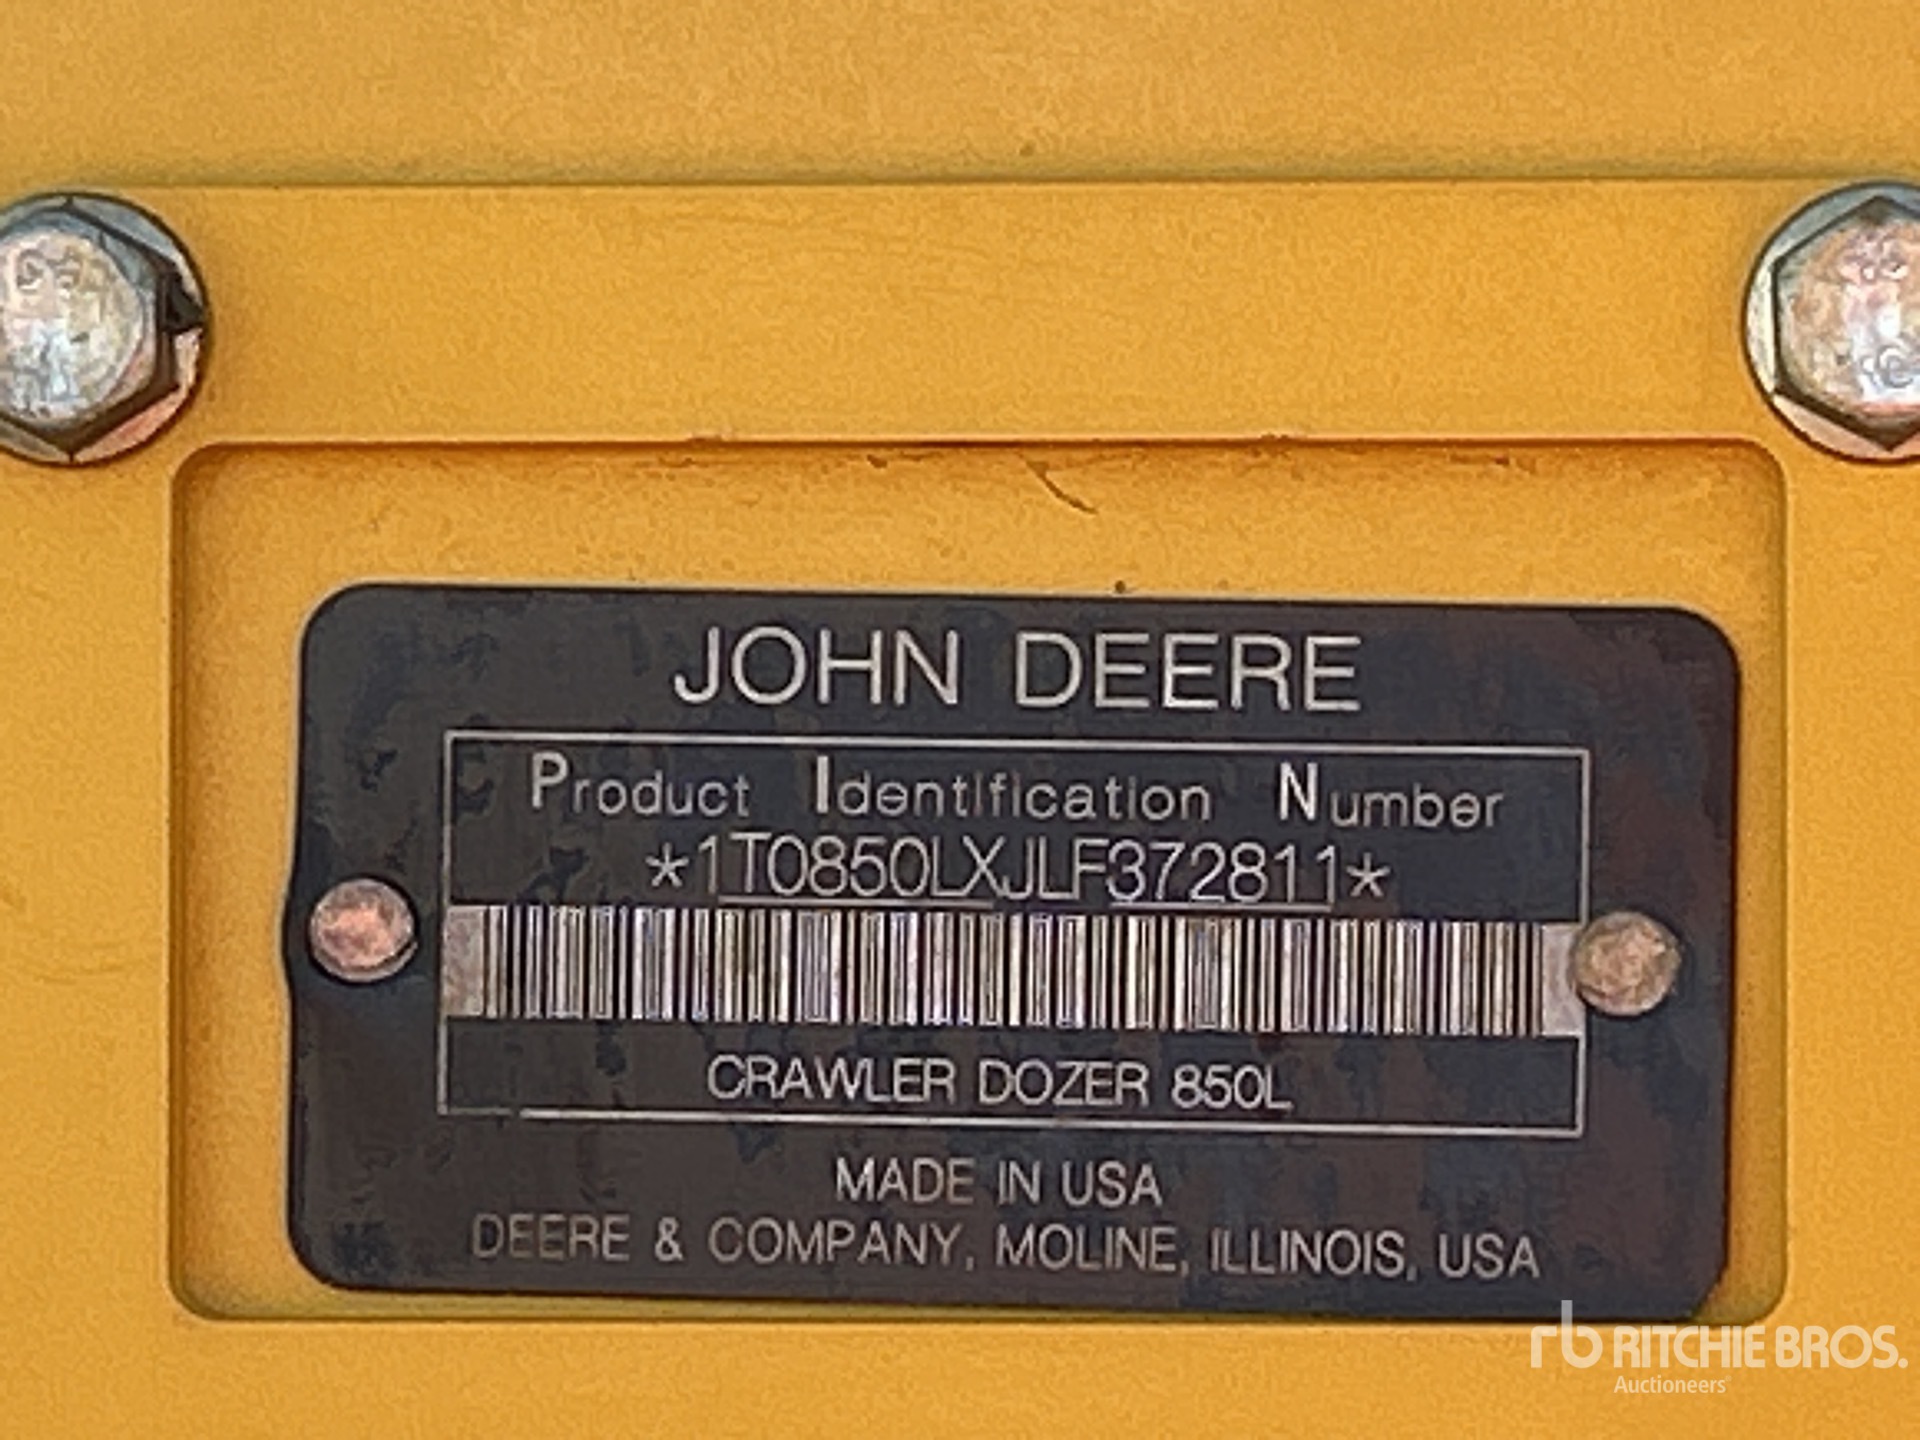 JOHN DEERE
Product Identification Number
*1T0850LXJLF372811*
CRAWLER DOZER 850L
MADE IN USA
DEERE & COMPANY, MOLINE, ILLINOIS, USA
rb RITCHIE BROS.
Auctioneers